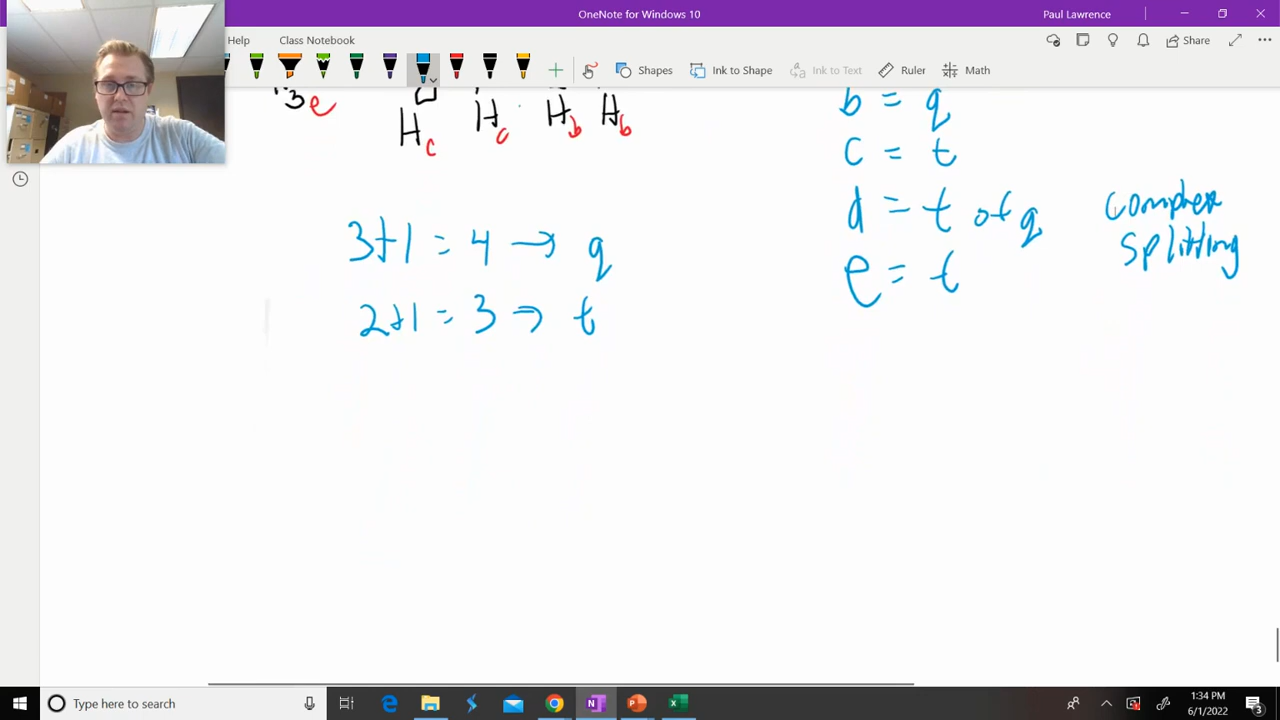 OneNote for Windows 10
Paul Lawrence
Help
Class Notebook
Shapes
Ink to Shape
Ink to Text
Ruler
Math
Share
3 e
H c
H c
H b
H b
b = q
c = t
d = t of q
complex
splitting
e = t
3+1 = 4 → q
2+1 = 3 → t
Type here to search
1:34 PM
6/1/2022
3